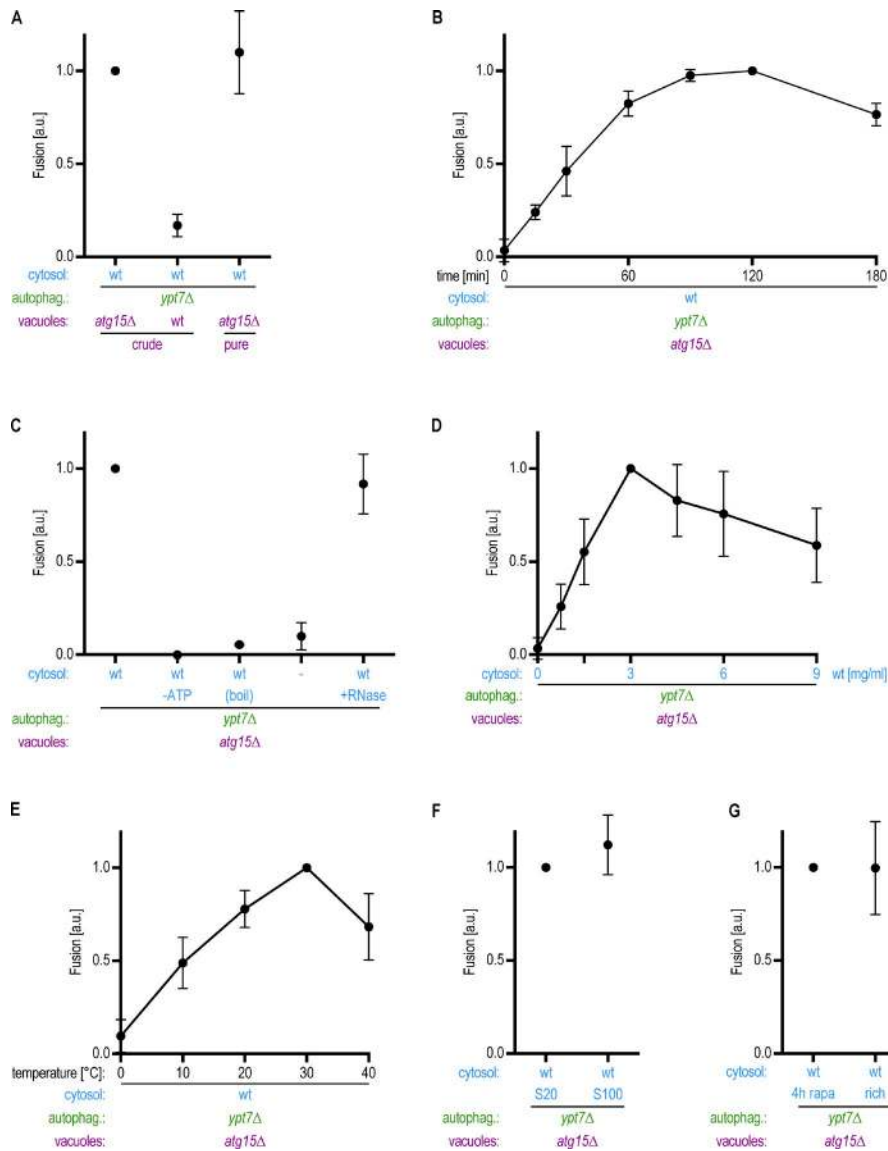 A
1.0
0.5
0.0
Fusion [a.u.]
cytosol: wt wt wt
autophag.: ypt7Δ
vacuoles: atg15Δ wt atg15Δ
crude pure
B
1.0
0.5
0.0
Fusion [a.u.]
time [min] 0 60 120 180
cytosol: wt
autophag.: ypt7Δ
vacuoles: atg15Δ
C
1.0
0.5
0.0
Fusion [a.u.]
cytosol: wt wt wt - wt
-ATP (boil) +RNase
autophag.: ypt7Δ
vacuoles: atg15Δ
D
1.0
0.5
0.0
Fusion [a.u.]
cytosol: 0 3 6 9 wt [mg/ml]
autophag.: ypt7Δ
vacuoles: atg15Δ
E
1.0
0.5
0.0
Fusion [a.u.]
temperature [°C]: 0 10 20 30 40
cytosol: wt
autophag.: ypt7Δ
vacuoles: atg15Δ
F
1.0
0.5
0.0
Fusion [a.u.]
cytosol: wt wt
S20 S100
autophag.: ypt7Δ
vacuoles: atg15Δ
G
1.0
0.5
0.0
Fusion [a.u.]
cytosol: wt wt
4h rapa rich
autophag.: ypt7Δ
vacuoles: atg15Δ